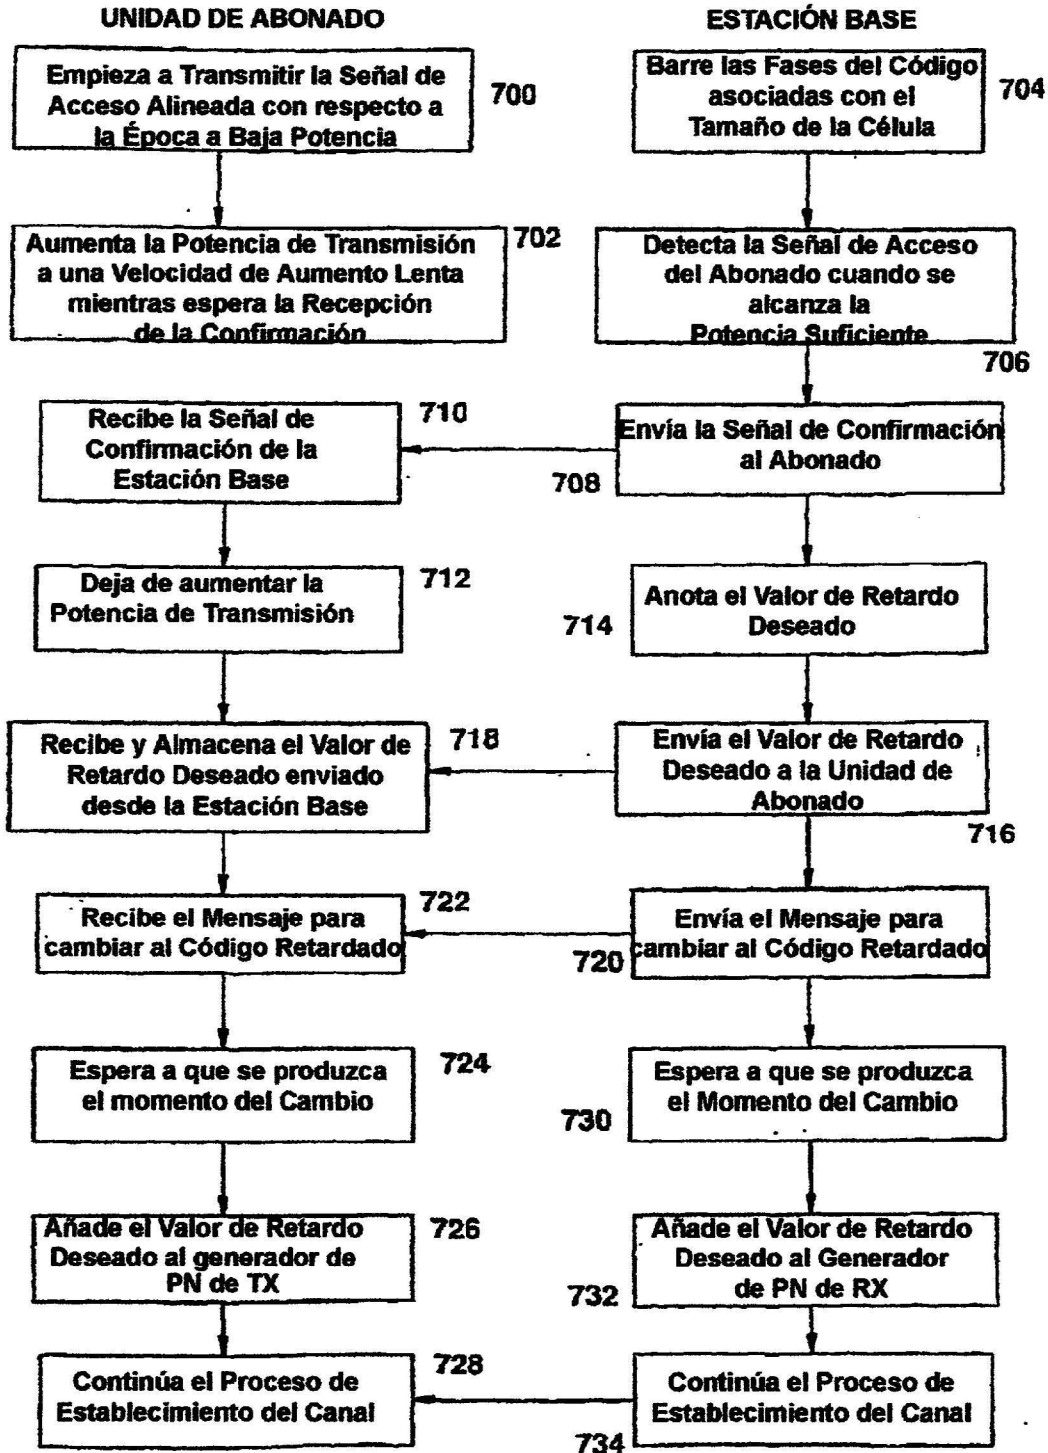 UNIDAD DE ABONADO
ESTACIÓN BASE
Empieza a Transmitir la Señal de
Acceso Alineada con respecto a
la Época a Baja Potencia
700
Barre las Fases del Código
asociadas con el
Tamaño de la Célula
704
Aumenta la Potencia de Transmisión
a una Velocidad de Aumento Lenta
mientras espera la Recepción
de la Confirmación
702
Detecta la Señal de Acceso
del Abonado cuando se
alcanza la
Potencia Suficiente
706
Recibe la Señal de
Confirmación de la
Estación Base
710
Envía la Señal de Confirmación
al Abonado
708
Deja de aumentar la
Potencia de Transmisión
712
Anota el Valor de Retardo
Deseado
714
Recibe y Almacena el Valor de
Retardo Deseado enviado
desde la Estación Base
718
Envía el Valor de Retardo
Deseado a la Unidad de
Abonado
716
Recibe el Mensaje para
cambiar al Código Retardado
722
Envía el Mensaje para
cambiar al Código Retardado
720
Espera a que se produzca
el momento del Cambio
724
Espera a que se produzca
el Momento del Cambio
730
Añade el Valor de Retardo
Deseado al generador de
PN de TX
726
Añade el Valor de Retardo
Deseado al Generador
de PN de RX
732
Continúa el Proceso de
Establecimiento del Canal
728
Continúa el Proceso de
Establecimiento del Canal
734